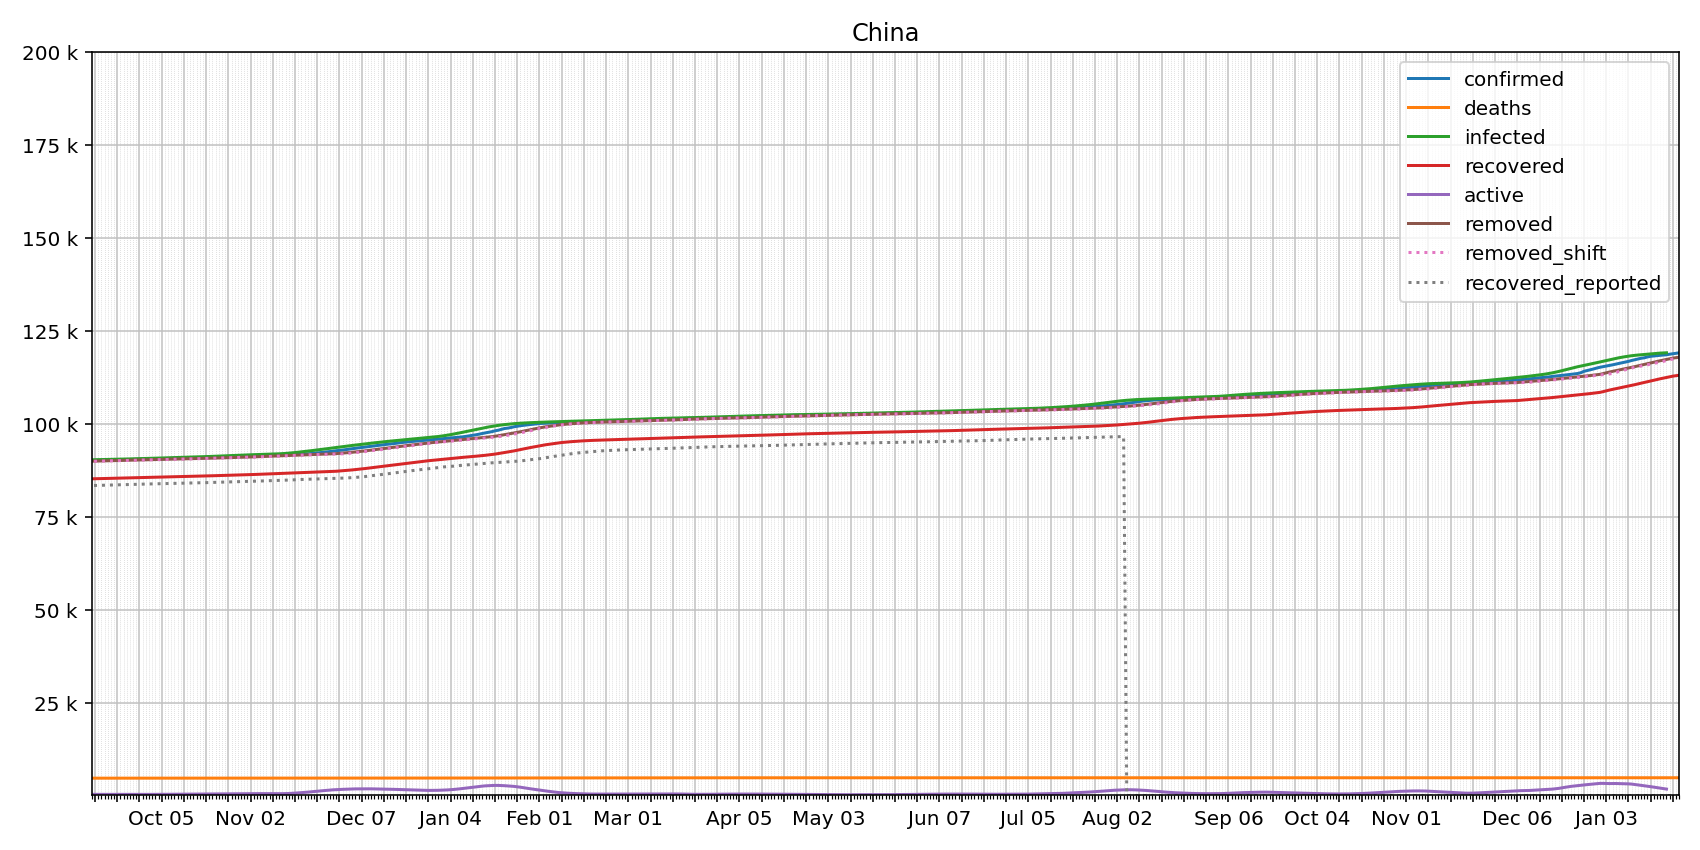 China
200 k
175 k
150 k
125 k
100 k
75 k
50 k
25 k
confirmed
deaths
infected
recovered
active
removed
removed_shift
recovered_reported
Oct 05 Nov 02 Dec 07 Jan 04 Feb 01 Mar 01 Apr 05 May 03 Jun 07 Jul 05 Aug 02 Sep 06 Oct 04 Nov 01 Dec 06 Jan 03